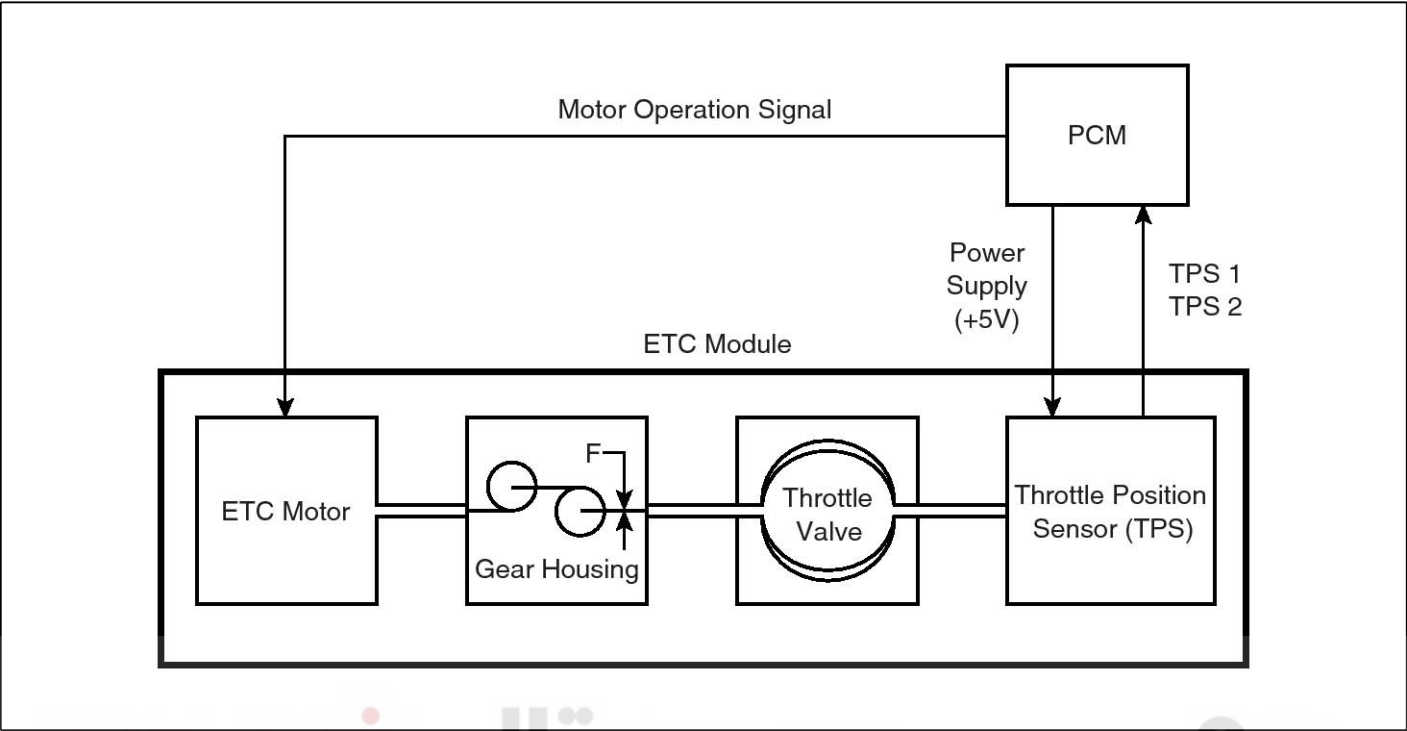 Motor Operation Signal
PCM
Power
Supply
(+5V)
TPS 1
TPS 2
ETC Module
ETC Motor
F
Gear Housing
Throttle
Valve
Throttle Position
Sensor (TPS)